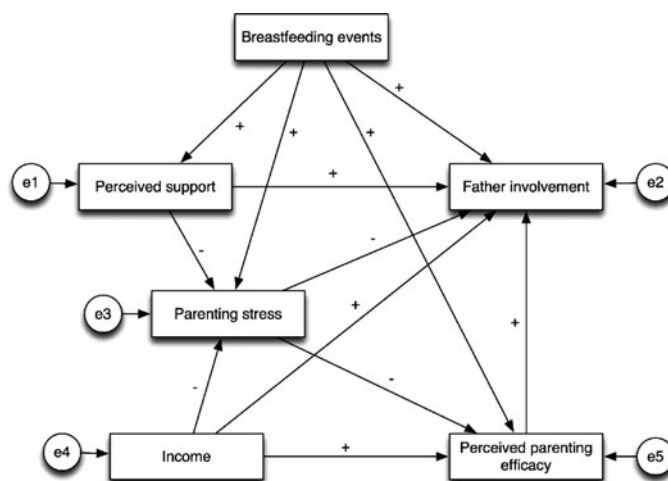 Breastfeeding events
+
+
+
+
e1
Perceived support
+
Father involvement
e2
-
-
e3
Parenting stress
+
+
-
-
e4
Income
+
Perceived parenting
efficacy
e5